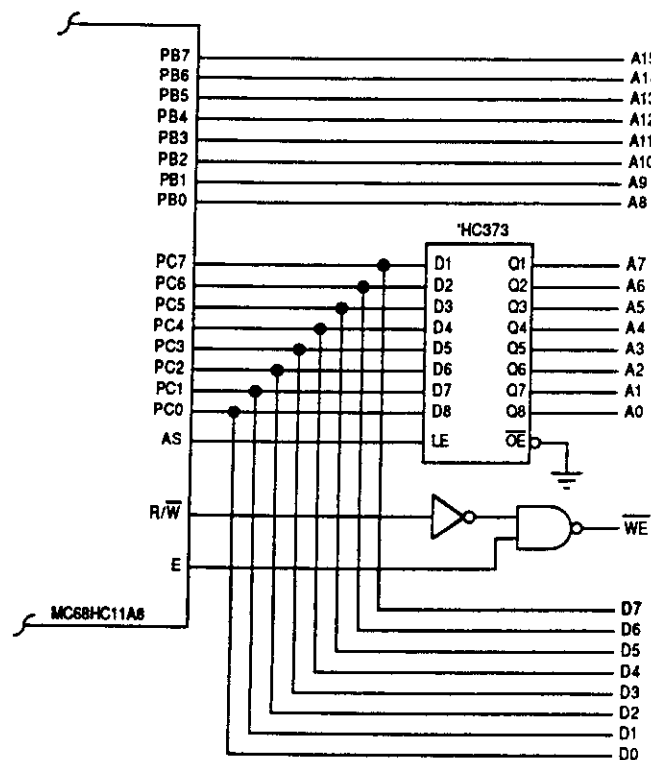 PB7 A15
PB6 A14
PB5 A13
PB4 A12
PB3 A11
PB2 A10
PB1 A9
PB0 A8
'HC373
PC7 D1 Q1 A7
PC6 D2 Q2 A6
PC5 D3 Q3 A5
PC4 D4 Q4 A4
PC3 D5 Q5 A3
PC2 D6 Q6 A2
PC1 D7 Q7 A1
PC0 D8 Q8 A0
AS LE OE
R/W WE
E
MC68HC11A8
D7
D6
D5
D4
D3
D2
D1
D0